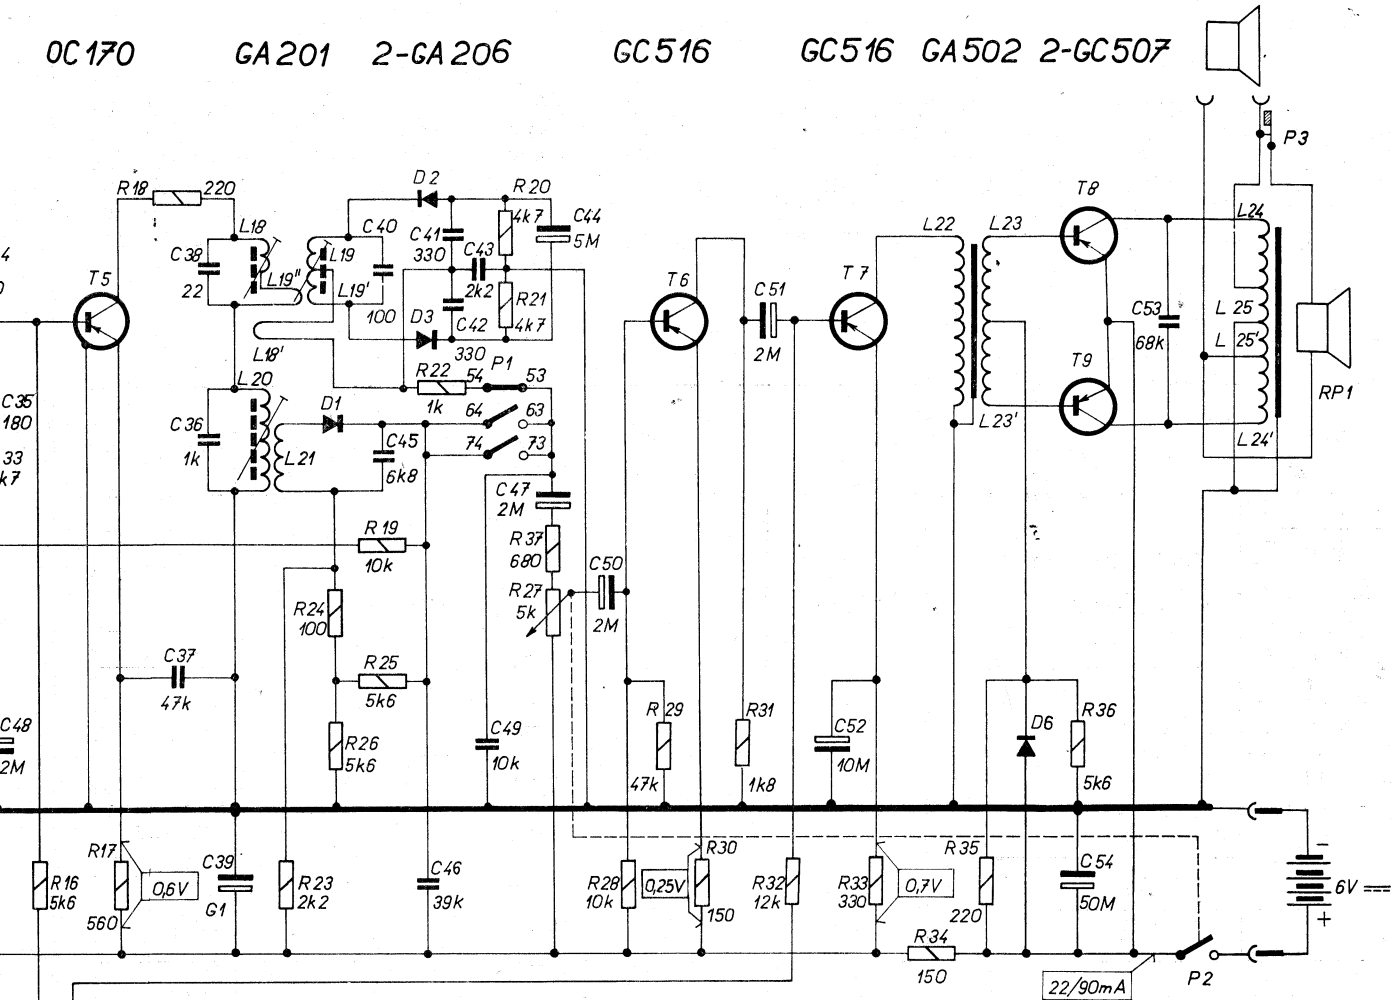 OC170 GA201 2-GA206 GC516 GC516 GA502 2-GC507
P3
R18 220
D2
R20
4k7
C44
5M
L18
C38
22
L19
L19''
L19'
C40
100
C41
330
C43
2k2
R21
4k7
C42
330
D3
L18'
T5
T6
C51
2M
T7
L22
L23
L23'
T8
T9
C53
68k
L24
L 25
L 25'
L24'
RP1
4
0
C35
180
33
k7
L20
C36
1k
L21
D1
C45
6k8
R22
1k
P1
54 53
64 63
74 73
C47
2M
R37
680
R27
5k
C50
2M
R19
10k
R24
100
R25
5k6
R26
5k6
C37
47k
C48
2M
C49
10k
R 29
47k
R31
1k8
C52
10M
D6
R36
5k6
R16
5k6
R17
560
0,6V
C39
G1
R23
2k2
C46
39k
R28
10k
0,25V
R30
150
R32
12k
R33
330
0,7V
R35
220
C54
50M
R34
150
22/90mA
P2
−
6V
+